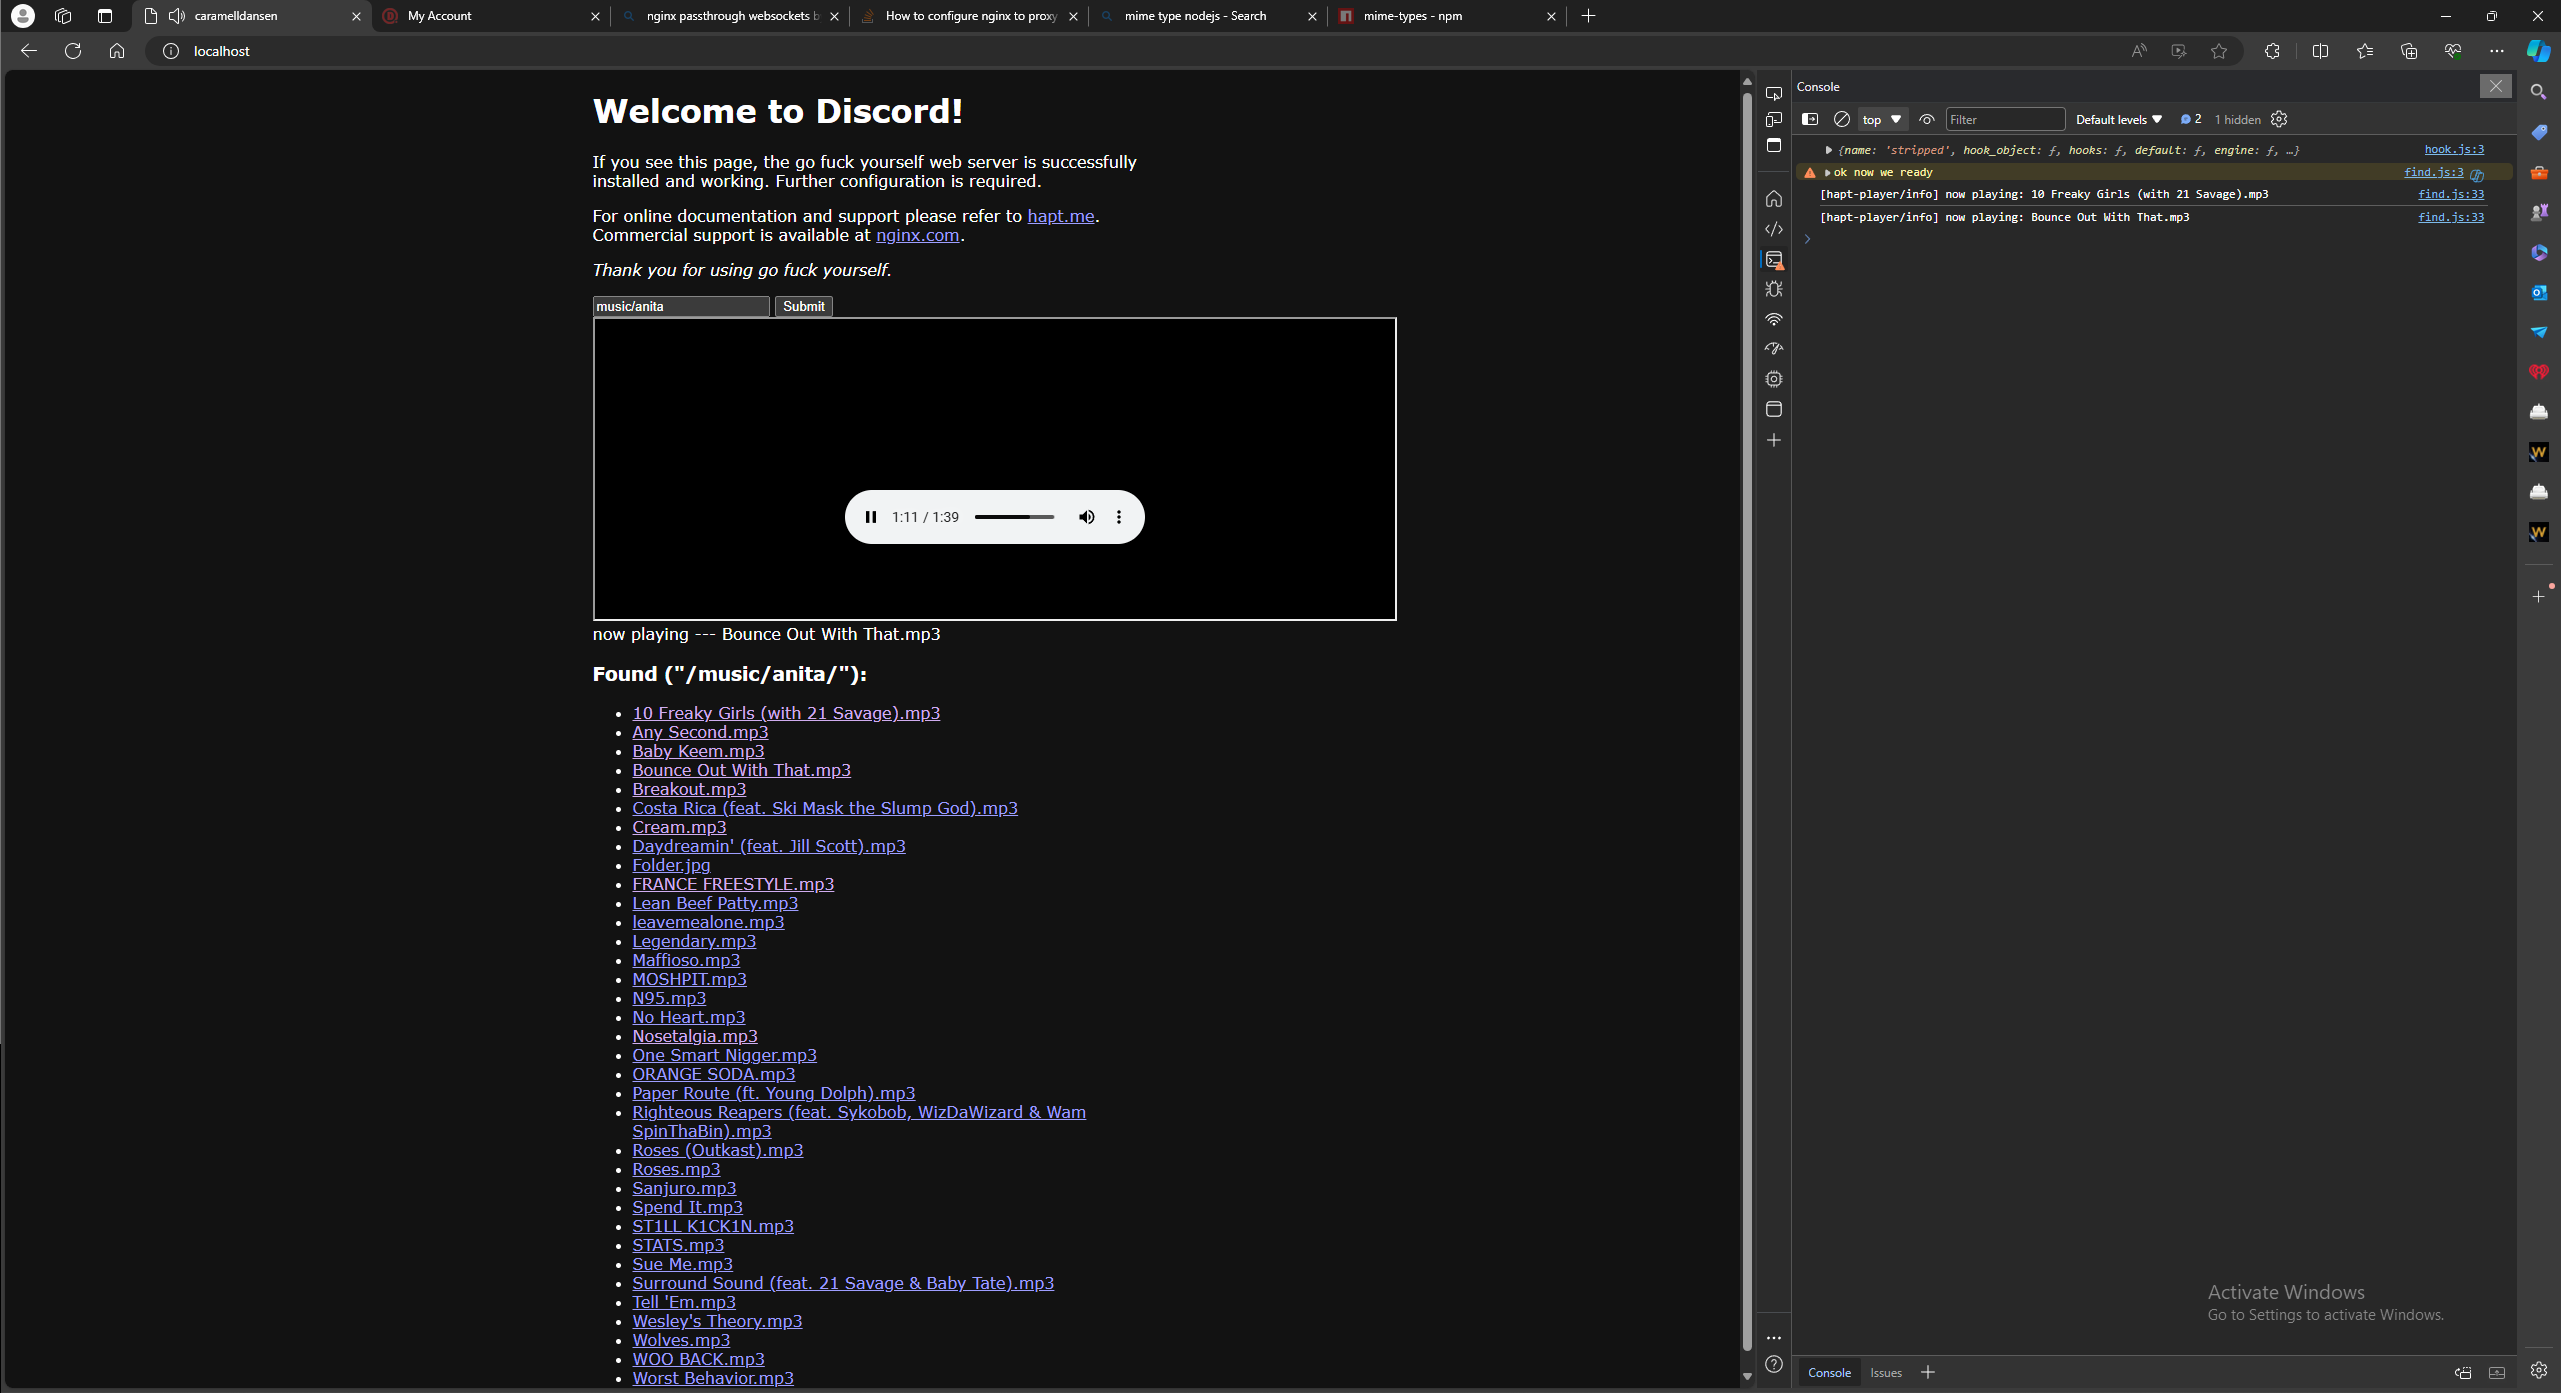 caramelldansen
My Account
nginx passthrough websockets b
How to configure nginx to proxy
mime type nodejs - Search
mime-types - npm
localhost
Welcome to Discord!
If you see this page, the go fuck yourself web server is successfully
installed and working. Further configuration is required.
For online documentation and support please refer to hapt.me.
Commercial support is available at nginx.com.
Thank you for using go fuck yourself.
music/anita Submit
1:11 / 1:39
now playing --- Bounce Out With That.mp3
Found ("/music/anita/"):
10 Freaky Girls (with 21 Savage).mp3
Any Second.mp3
Baby Keem.mp3
Bounce Out With That.mp3
Breakout.mp3
Costa Rica (feat. Ski Mask the Slump God).mp3
Cream.mp3
Daydreamin' (feat. Jill Scott).mp3
Folder.jpg
FRANCE FREESTYLE.mp3
Lean Beef Patty.mp3
leavemealone.mp3
Legendary.mp3
Maffioso.mp3
MOSHPIT.mp3
N95.mp3
No Heart.mp3
Nosetalgia.mp3
One Smart Nigger.mp3
ORANGE SODA.mp3
Paper Route (ft. Young Dolph).mp3
Righteous Reapers (feat. Sykobob, WizDaWizard & Wam
SpinThaBin).mp3
Roses (Outkast).mp3
Roses.mp3
Sanjuro.mp3
Spend It.mp3
ST1LL K1CK1N.mp3
STATS.mp3
Sue Me.mp3
Surround Sound (feat. 21 Savage & Baby Tate).mp3
Tell 'Em.mp3
Wesley's Theory.mp3
Wolves.mp3
WOO BACK.mp3
Worst Behavior.mp3
Console
top Filter Default levels 2 1 hidden
{name: 'stripped', hook_object: ƒ, hooks: ƒ, default: ƒ, engine: ƒ, …} hook.js:3
ok now we ready find.js:3
[hapt-player/info] now playing: 10 Freaky Girls (with 21 Savage).mp3 find.js:33
[hapt-player/info] now playing: Bounce Out With That.mp3 find.js:33
Activate Windows
Go to Settings to activate Windows.
Console Issues